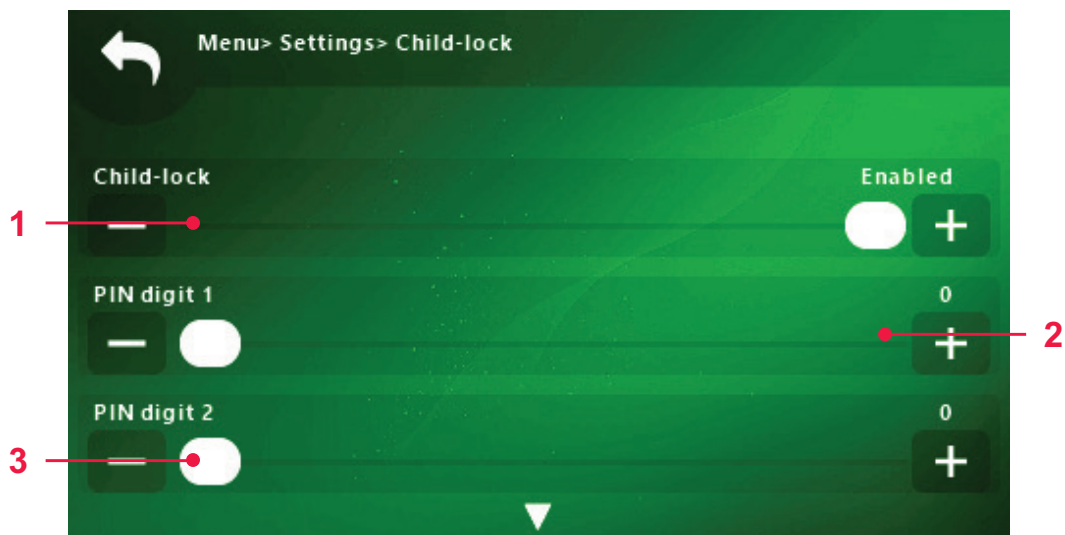 Menu> Settings> Child-lock
Child-lock Enabled
1
PIN digit 1 0
2
PIN digit 2 0
3